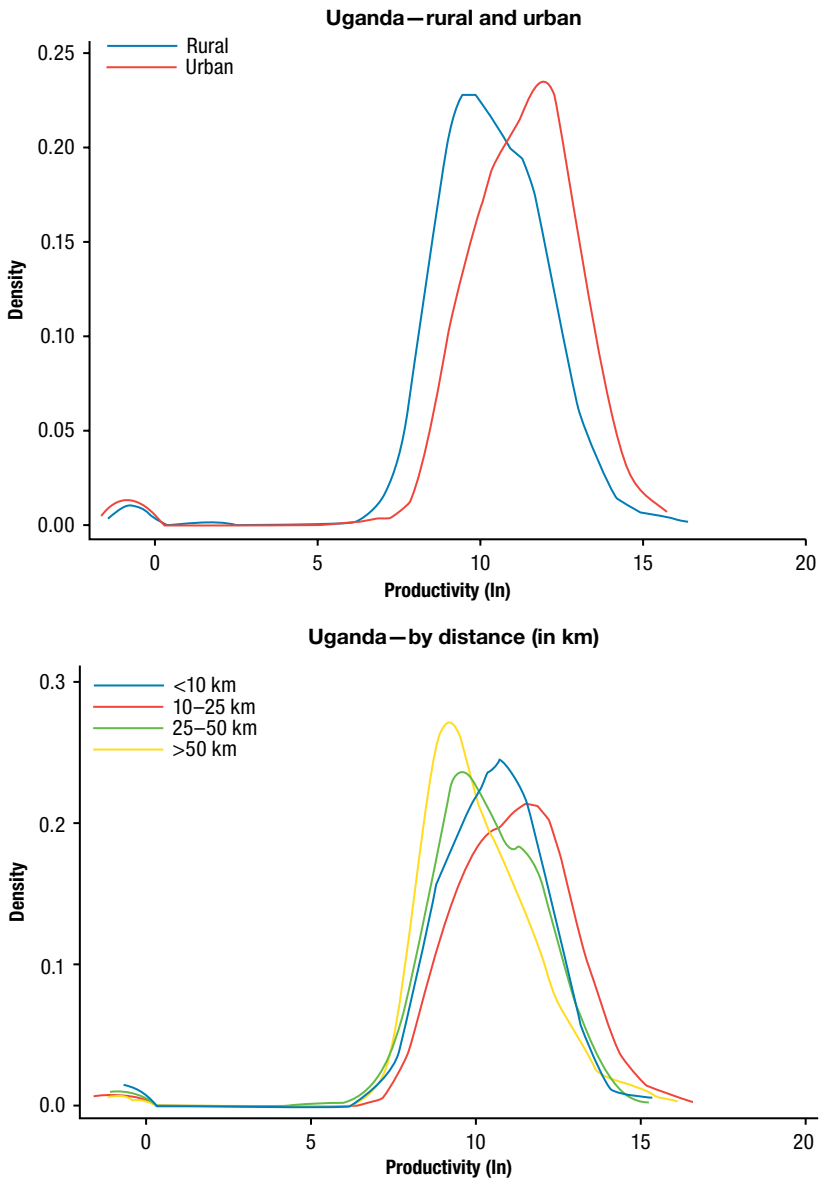 Uganda—rural and urban
Rural
Urban
0.25
0.20
0.15
0.10
0.05
0.00
Density
0
5
10
15
20
Productivity (In)
Uganda—by distance (in km)
<10 km
10–25 km
25–50 km
>50 km
0.3
0.2
0.1
0.0
Density
0
5
10
15
20
Productivity (In)